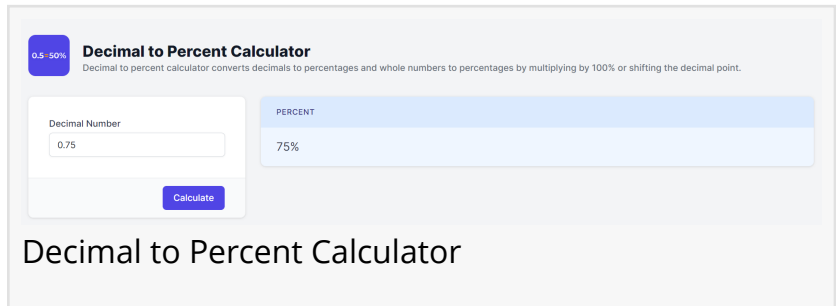 0.5=50%
Decimal to Percent Calculator
Decimal to percent calculator converts decimals to percentages and whole numbers to percentages by multiplying by 100% or shifting the decimal point.
Decimal Number
0.75
Calculate
PERCENT
75%
Decimal to Percent Calculator